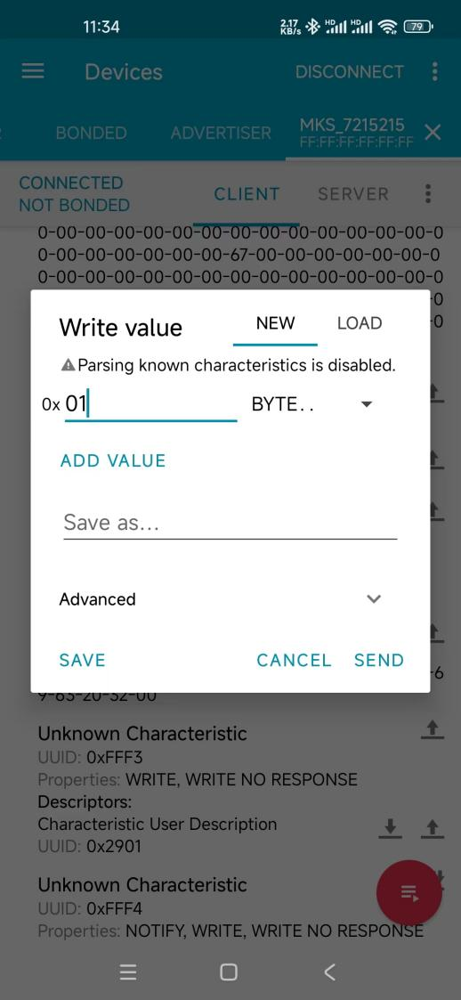 11:34
2.17 KB/s HD HD 79
Devices
DISCONNECT
BONDED
ADVERTISER
MKS_7215215
FF:FF:FF:FF:FF:FF
CONNECTED
NOT BONDED
CLIENT
SERVER
0-00-00-00-00-00-00-00-00-00-00-00-00-00-0
0-00-00-00-00-00-67-00-00-00-00-00-00-0
0-00-00-00-00-00-00-00-00-00-00-00-00-00-0
-0
-0
Write value
NEW
LOAD
Parsing known characteristics is disabled.
0x 01
BYTE..
ADD VALUE
Save as...
Advanced
SAVE
CANCEL
SEND
-6
9-63-20-32-00
Unknown Characteristic
UUID: 0xFFF3
Properties: WRITE, WRITE NO RESPONSE
Descriptors:
Characteristic User Description
UUID: 0x2901
Unknown Characteristic
UUID: 0xFFF4
Properties: NOTIFY, WRITE, WRITE NO RESPONSE